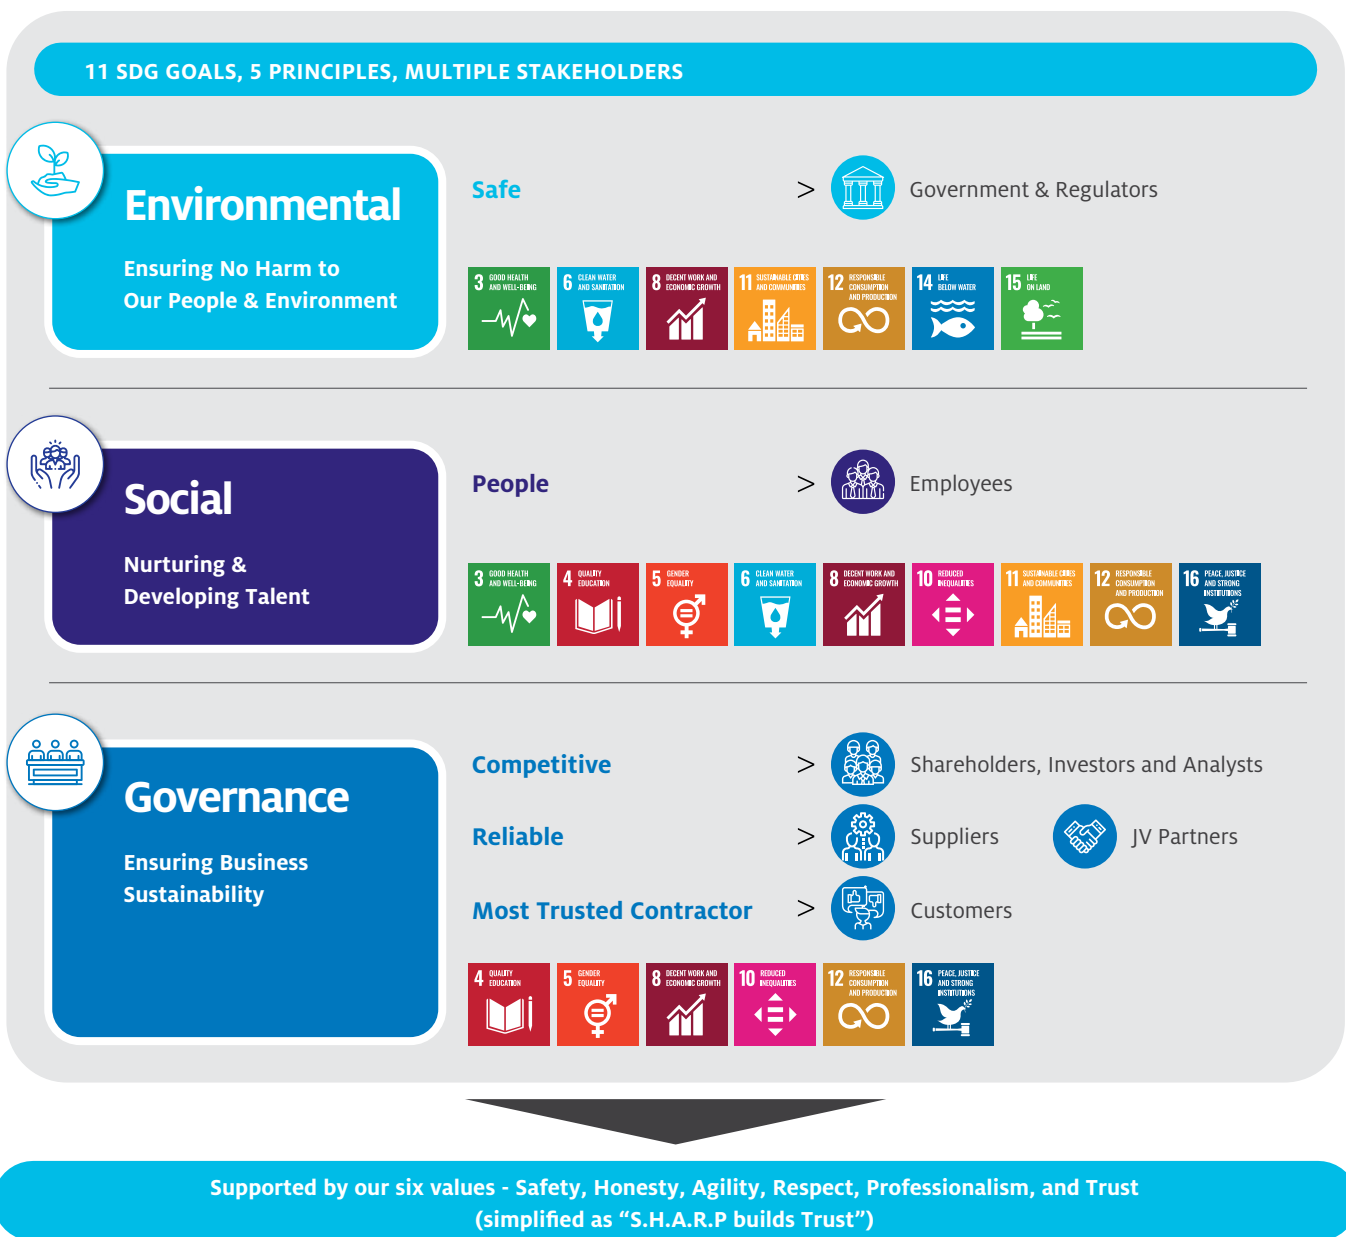 11 SDG GOALS, 5 PRINCIPLES, MULTIPLE STAKEHOLDERS
Environmental
Ensuring No Harm to
Our People & Environment
Safe
>
Government & Regulators
3 GOOD HEALTH
AND WELL-BEING
6 CLEAN WATER
AND SANITATION
8 DECENT WORK AND
ECONOMIC GROWTH
11 SUSTAINABLE CITIES
AND COMMUNITIES
12 RESPONSIBLE
CONSUMPTION
AND PRODUCTION
14 LIFE
BELOW WATER
15 LIFE
ON LAND
Social
Nurturing &
Developing Talent
People
>
Employees
3 GOOD HEALTH
AND WELL-BEING
4 QUALITY
EDUCATION
5 GENDER
EQUALITY
6 CLEAN WATER
AND SANITATION
8 DECENT WORK AND
ECONOMIC GROWTH
10 REDUCED
INEQUALITIES
11 SUSTAINABLE CITIES
AND COMMUNITIES
12 RESPONSIBLE
CONSUMPTION
AND PRODUCTION
16 PEACE, JUSTICE
AND STRONG
INSTITUTIONS
Governance
Ensuring Business
Sustainability
Competitive
>
Shareholders, Investors and Analysts
Reliable
>
Suppliers
JV Partners
Most Trusted Contractor
>
Customers
4 QUALITY
EDUCATION
5 GENDER
EQUALITY
8 DECENT WORK AND
ECONOMIC GROWTH
10 REDUCED
INEQUALITIES
12 RESPONSIBLE
CONSUMPTION
AND PRODUCTION
16 PEACE, JUSTICE
AND STRONG
INSTITUTIONS
Supported by our six values - Safety, Honesty, Agility, Respect, Professionalism, and Trust
(simplified as “S.H.A.R.P builds Trust”)